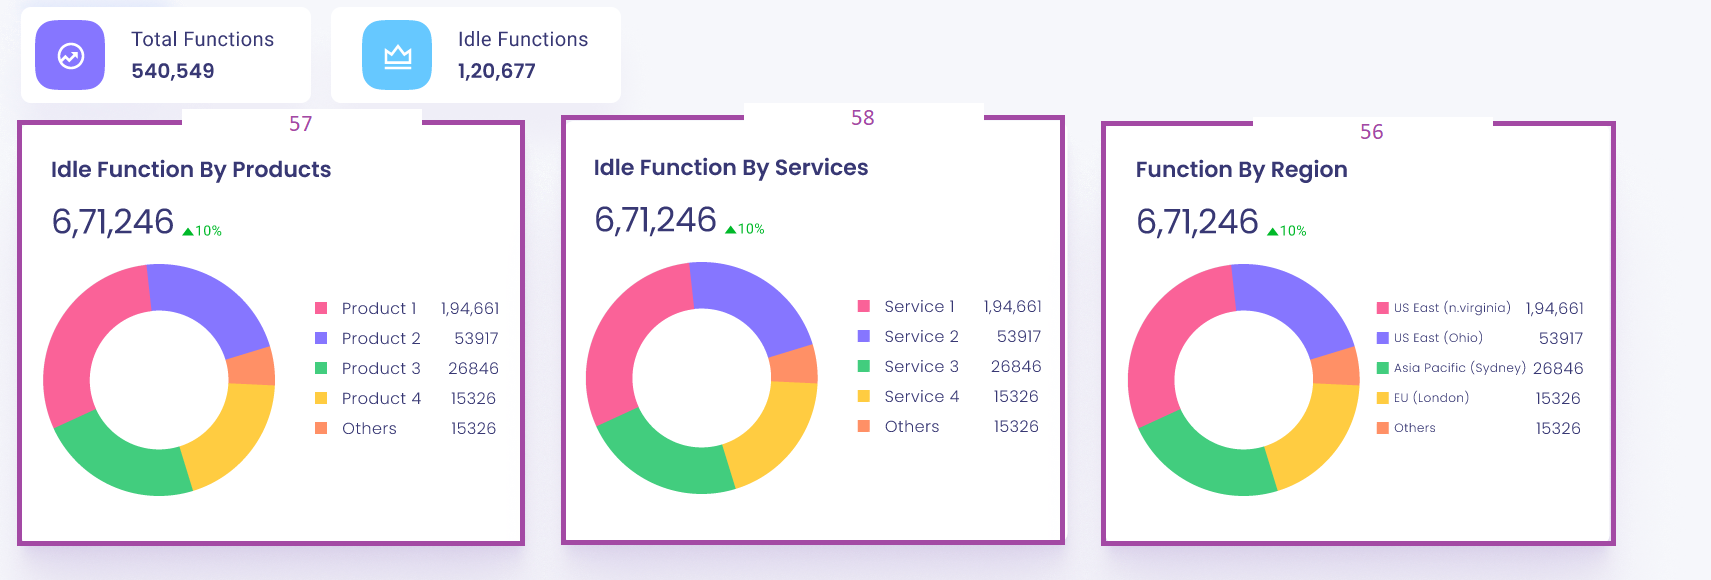 Total Functions
540,549
Idle Functions
1,20,677
57
Idle Function By Products
6,71,246 ▲10%
Product 1 1,94,661
Product 2 53917
Product 3 26846
Product 4 15326
Others 15326
58
Idle Function By Services
6,71,246 ▲10%
Service 1 1,94,661
Service 2 53917
Service 3 26846
Service 4 15326
Others 15326
56
Function By Region
6,71,246 ▲10%
US East (n.virginia) 1,94,661
US East (Ohio) 53917
Asia Pacific (Sydney) 26846
EU (London) 15326
Others 15326